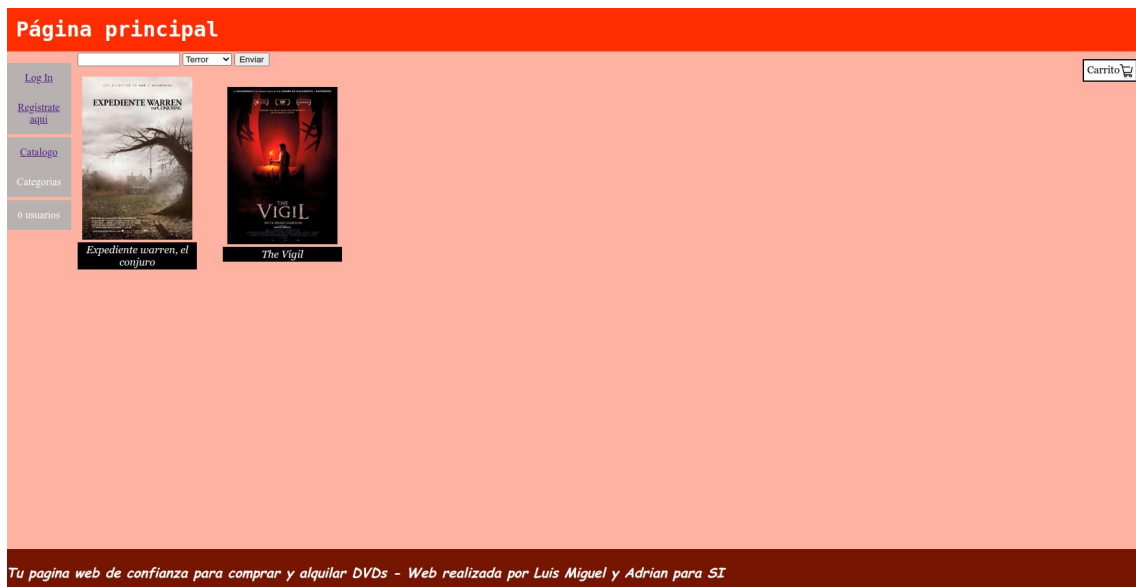 Página principal
Terror
Enviar
Carrito
Log In
Registrate
aqui
Catalogo
Categorias
6 usuarios
EXPEDIENTE WARREN
THE CONJURING
Expediente warren, el
conjuro
THE
VIGIL
The Vigil
Tu pagina web de confianza para comprar y alquilar DVDs - Web realizada por Luis Miguel y Adrian para SI